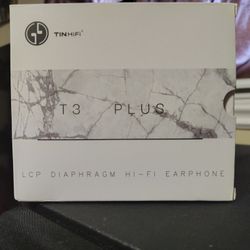 TINHIFI
T3 PLUS
LCP DIAPHRAGM HI-FI EARPHONE